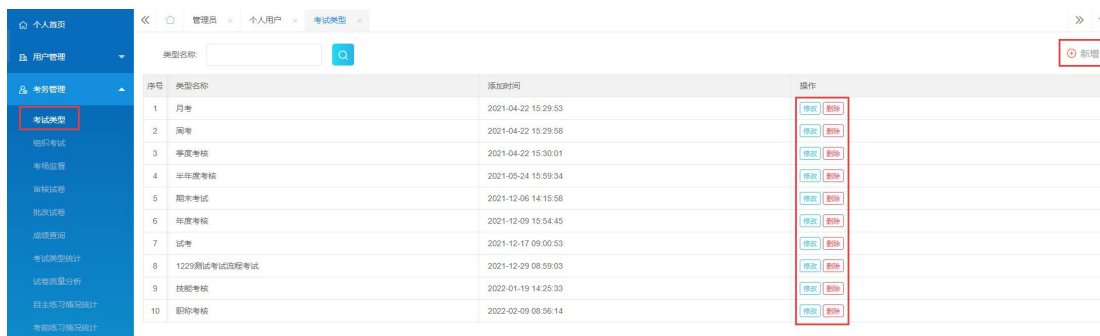 个人首页
用户管理
考务管理
考试类型
组织考试
考场监督
审核试卷
批改试卷
成绩查询
考试类型统计
试卷质量分析
自主练习情况统计
考前练习情况统计
管理员 × 个人用户 × 考试类型 ×
类型名称:
新增
序号 类型名称 添加时间 操作
1 月考 2021-04-22 15:29:53 修改 删除
2 周考 2021-04-22 15:29:58 修改 删除
3 季度考核 2021-04-22 15:30:01 修改 删除
4 半年度考核 2021-05-24 15:59:34 修改 删除
5 期末考试 2021-12-06 14:15:58 修改 删除
6 年度考核 2021-12-09 15:54:45 修改 删除
7 试考 2021-12-17 09:00:53 修改 删除
8 1229测试考试流程考试 2021-12-29 08:59:03 修改 删除
9 技能考核 2022-01-19 14:25:33 修改 删除
10 职称考核 2022-02-09 08:56:14 修改 删除